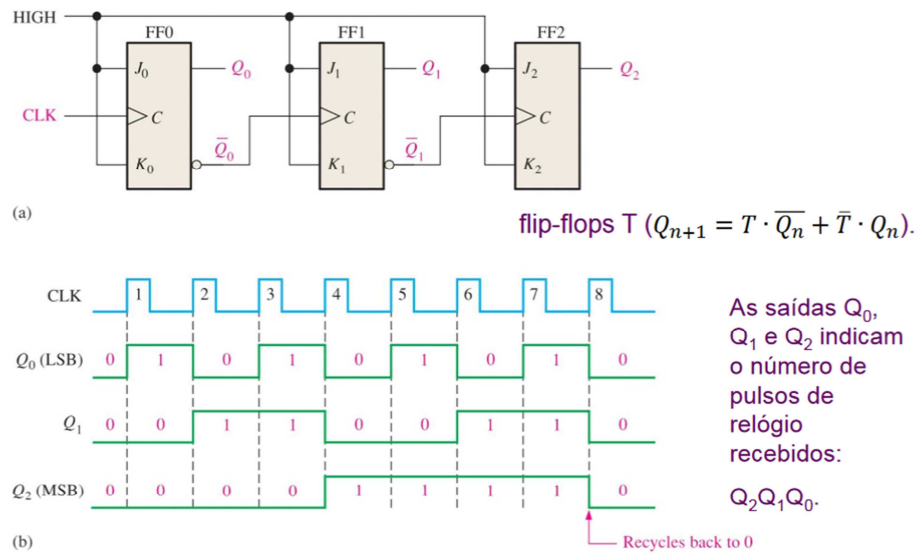 HIGH
FF0 FF1 FF2
J₀ Q₀ J₁ Q₁ J₂ Q₂
CLK C C C
Q̅₀ Q̅₁
K₀ K₁ K₂
(a)
flip-flops T (Qₙ₊₁ = T · Q̅ₙ + T̅ · Qₙ).
CLK 1 2 3 4 5 6 7 8
Q₀ (LSB) 0 1 0 1 0 1 0 1 0
Q₁ 0 0 1 1 0 0 1 1 0
Q₂ (MSB) 0 0 0 0 1 1 1 1 0
(b)
Recycles back to 0
As saídas Q₀,
Q₁ e Q₂ indicam
o número de
pulsos de
relógio
recebidos:
Q₂Q₁Q₀.